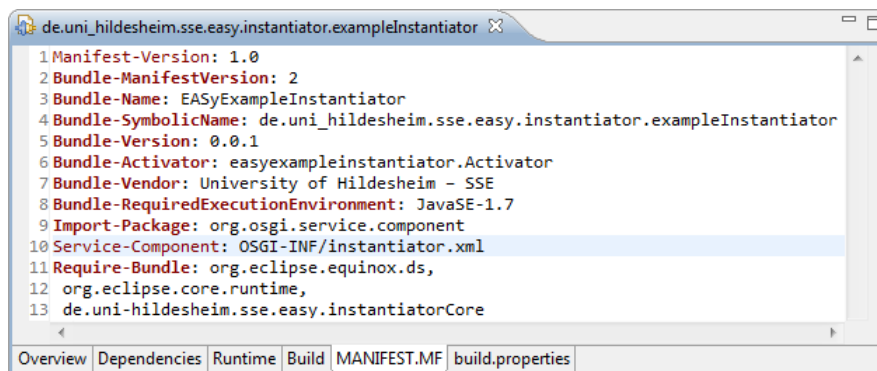 de.uni_hildesheim.sse.easy.instantiator.exampleInstantiator
1 Manifest-Version: 1.0
2 Bundle-ManifestVersion: 2
3 Bundle-Name: EASyExampleInstantiator
4 Bundle-SymbolicName: de.uni_hildesheim.sse.easy.instantiator.exampleInstantiator
5 Bundle-Version: 0.0.1
6 Bundle-Activator: easyexampleinstantiator.Activator
7 Bundle-Vendor: University of Hildesheim – SSE
8 Bundle-RequiredExecutionEnvironment: JavaSE-1.7
9 Import-Package: org.osgi.service.component
10 Service-Component: OSGI-INF/instantiator.xml
11 Require-Bundle: org.eclipse.equinox.ds,
12 org.eclipse.core.runtime,
13 de.uni-hildesheim.sse.easy.instantiatorCore
Overview Dependencies Runtime Build MANIFEST.MF build.properties